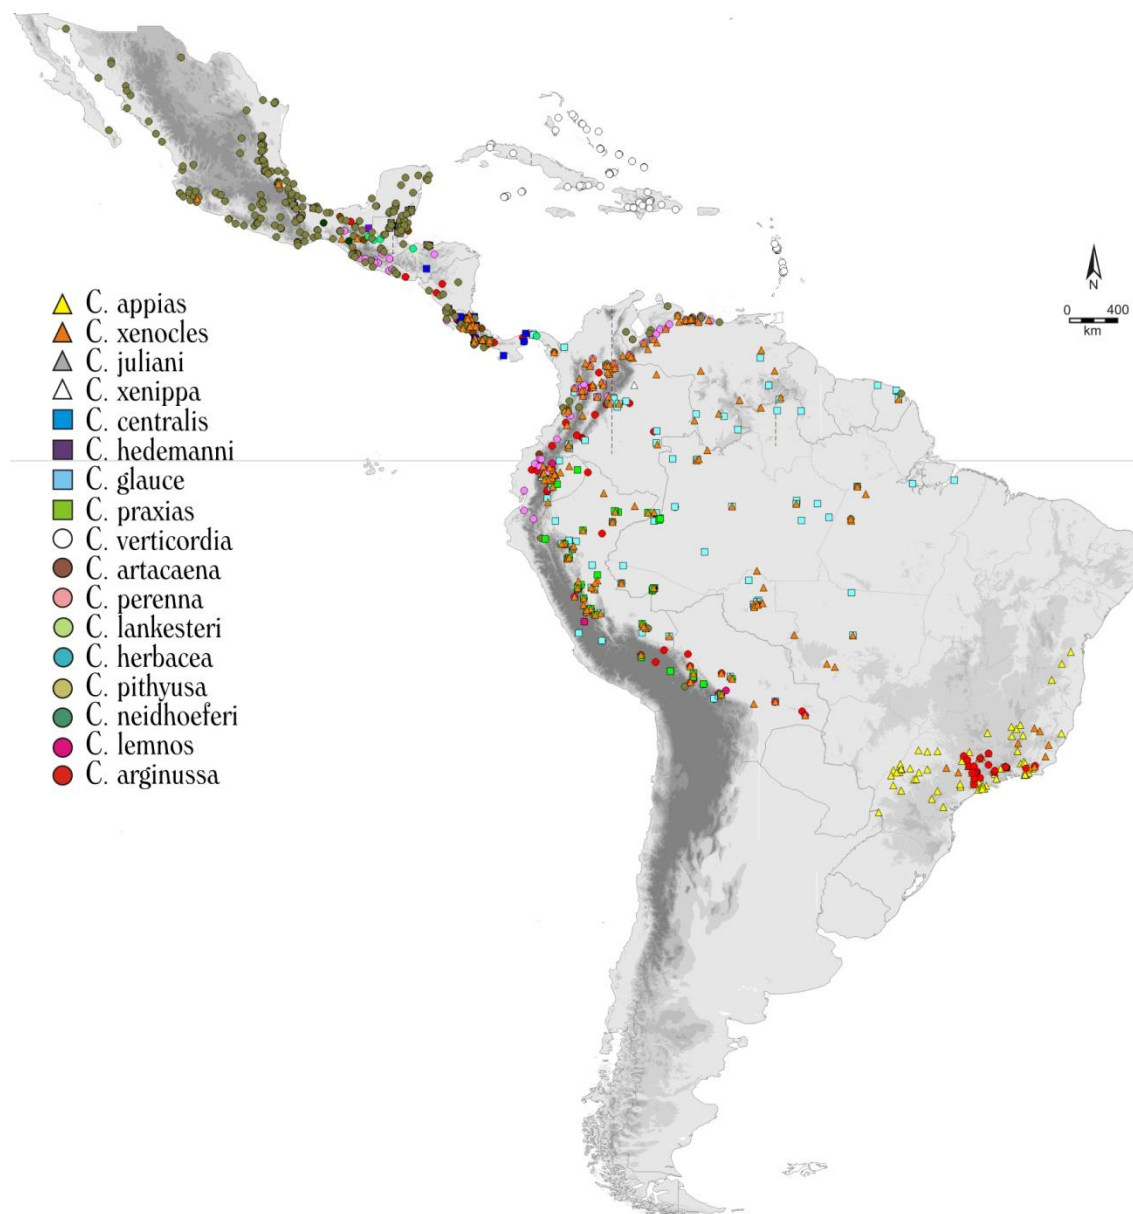 N
0 400
km
C. appias
C. xenocles
C. juliani
C. xenippa
C. centralis
C. hedemanni
C. glauce
C. praxias
C. verticordia
C. artacaena
C. perenna
C. lankesteri
C. herbacea
C. pithyusa
C. neidhoeferi
C. lemnos
C. arginussa